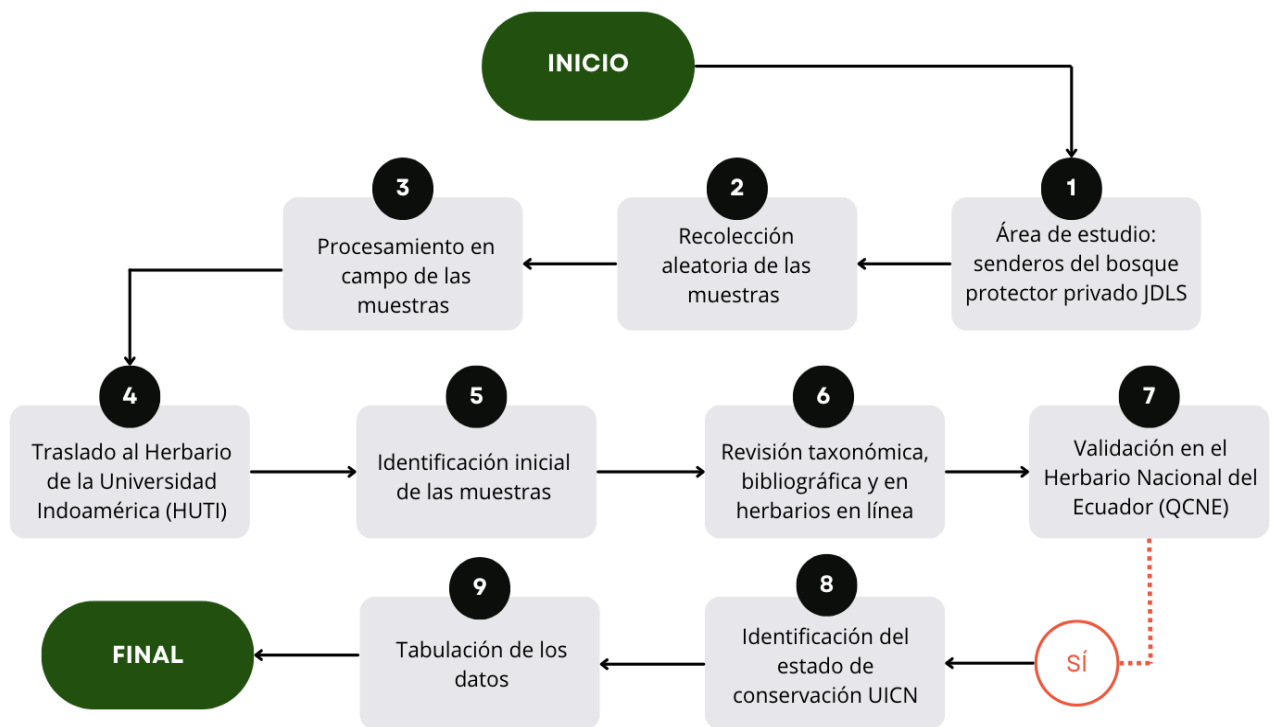 INICIO
1
Área de estudio:
senderos del bosque
protector privado JDLS
2
Recolección
aleatoria de las
muestras
3
Procesamiento en
campo de las
muestras
4
Traslado al Herbario
de la Universidad
Indoamérica (HUTI)
5
Identificación inicial
de las muestras
6
Revisión taxonómica,
bibliográfica y en
herbarios en línea
7
Validación en el
Herbario Nacional del
Ecuador (QCNE)
SÍ
8
Identificación del
estado de
conservación UICN
9
Tabulación de los
datos
FINAL